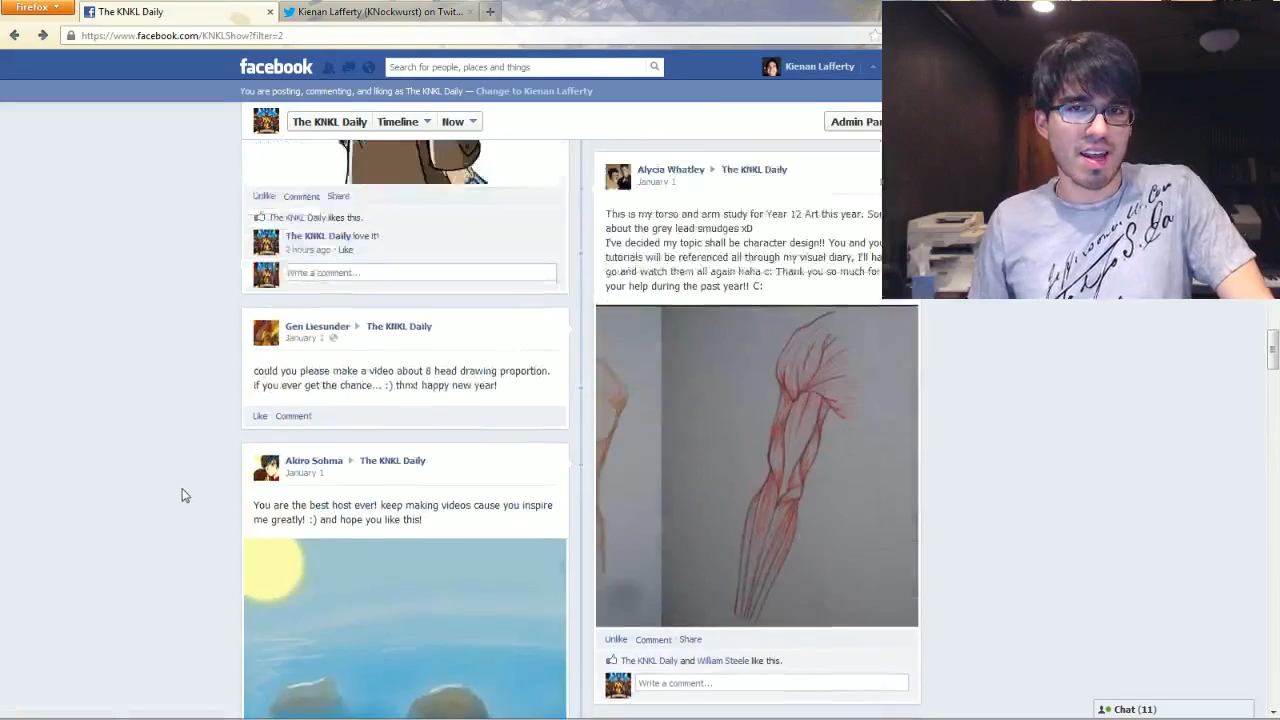 Firefox
The KNKL Daily
Kienan Lafferty (KNockwurst) on Twit...
https://www.facebook.com/KNKLShow?filter=2
facebook
Search for people, places and things
Kienan Lafferty
You are posting, commenting, and liking as The KNKL Daily — Change to Kienan Lafferty
The KNKL Daily
Timeline
Now
Admin Pa
Unlike Comment Share
The KNKL Daily likes this.
The KNKL Daily love it!
2 hours ago · Like
Write a comment...
Gen Liesunder The KNKL Daily
January 1
could you please make a video about 8 head drawing proportion.
if you ever get the chance... :) thnx! happy new year!
Like Comment
Akiro Sohma The KNKL Daily
January 1
You are the best host ever! keep making videos cause you inspire
me greatly! :) and hope you like this!
Alycia Whatley The KNKL Daily
January 1
This is my torso and arm study for Year 12 Art this year. So
about the grey lead smudges xD
I've decided my topic shall be character design!! You and you
tutorials will be referenced all through my visual diary, I'll ha
go and watch them all again haha c: Thank you so much for
your help during the past year!! C:
Unlike Comment Share
The KNKL Daily and William Steele like this.
Write a comment...
Chat (11)